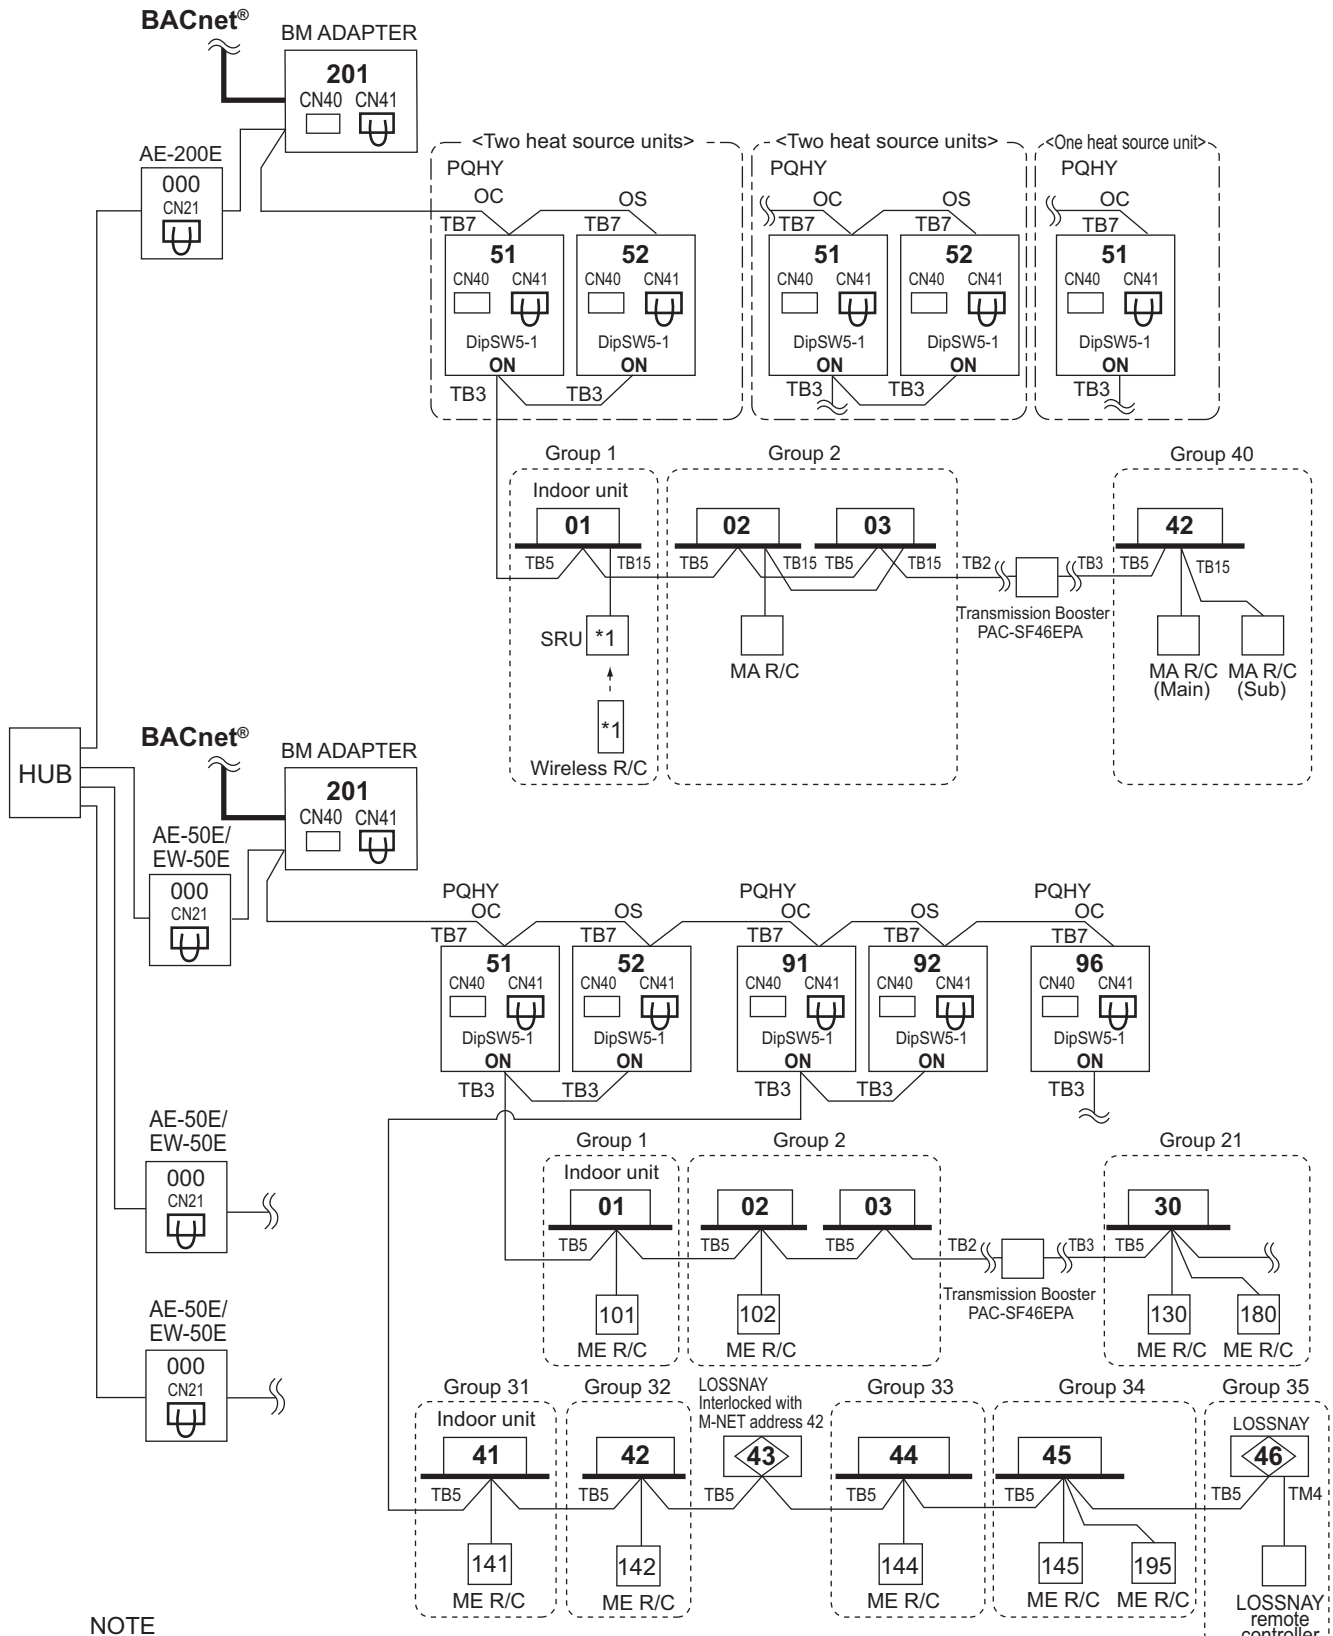 BACnet®
BM ADAPTER
201
CN40 CN41
AE-200E
000
CN21
<Two heat source units>
PQHY
OC
OS
TB7
TB7
51
CN40 CN41
DipSW5-1
ON
52
CN40 CN41
DipSW5-1
ON
TB3
TB3
<Two heat source units>
PQHY
OC
OS
TB7
TB7
51
CN40 CN41
DipSW5-1
ON
52
CN40 CN41
DipSW5-1
ON
TB3
TB3
<One heat source unit>
PQHY
OC
TB7
51
CN40 CN41
DipSW5-1
ON
TB3
Group 1
Indoor unit
01
TB5
TB15
SRU
*1
*1
Wireless R/C
Group 2
02
03
TB5
TB15
TB5
TB15
MA R/C
TB2
TB3
Transmission Booster
PAC-SF46EPA
Group 40
42
TB5
TB15
MA R/C
(Main)
MA R/C
(Sub)
HUB
BACnet®
BM ADAPTER
201
CN40 CN41
AE-50E/
EW-50E
000
CN21
PQHY
OC
OS
TB7
TB7
51
CN40 CN41
DipSW5-1
ON
52
CN40 CN41
DipSW5-1
ON
TB3
TB3
PQHY
OC
OS
TB7
TB7
91
CN40 CN41
DipSW5-1
ON
92
CN40 CN41
DipSW5-1
ON
TB3
TB3
PQHY
OC
TB7
96
CN40 CN41
DipSW5-1
ON
TB3
AE-50E/
EW-50E
000
CN21
Group 1
Indoor unit
01
TB5
101
ME R/C
Group 2
02
03
TB5
TB5
102
ME R/C
TB2
TB3
Transmission Booster
PAC-SF46EPA
Group 21
30
TB5
130
180
ME R/C
ME R/C
AE-50E/
EW-50E
000
CN21
Group 31
Indoor unit
41
TB5
141
ME R/C
Group 32
42
TB5
142
ME R/C
LOSSNAY
Interlocked with
M-NET address 42
43
TB5
Group 33
44
TB5
144
ME R/C
Group 34
45
TB5
145
195
ME R/C
ME R/C
Group 35
LOSSNAY
46
TB5
TM4
LOSSNAY
remote
controller
NOTE